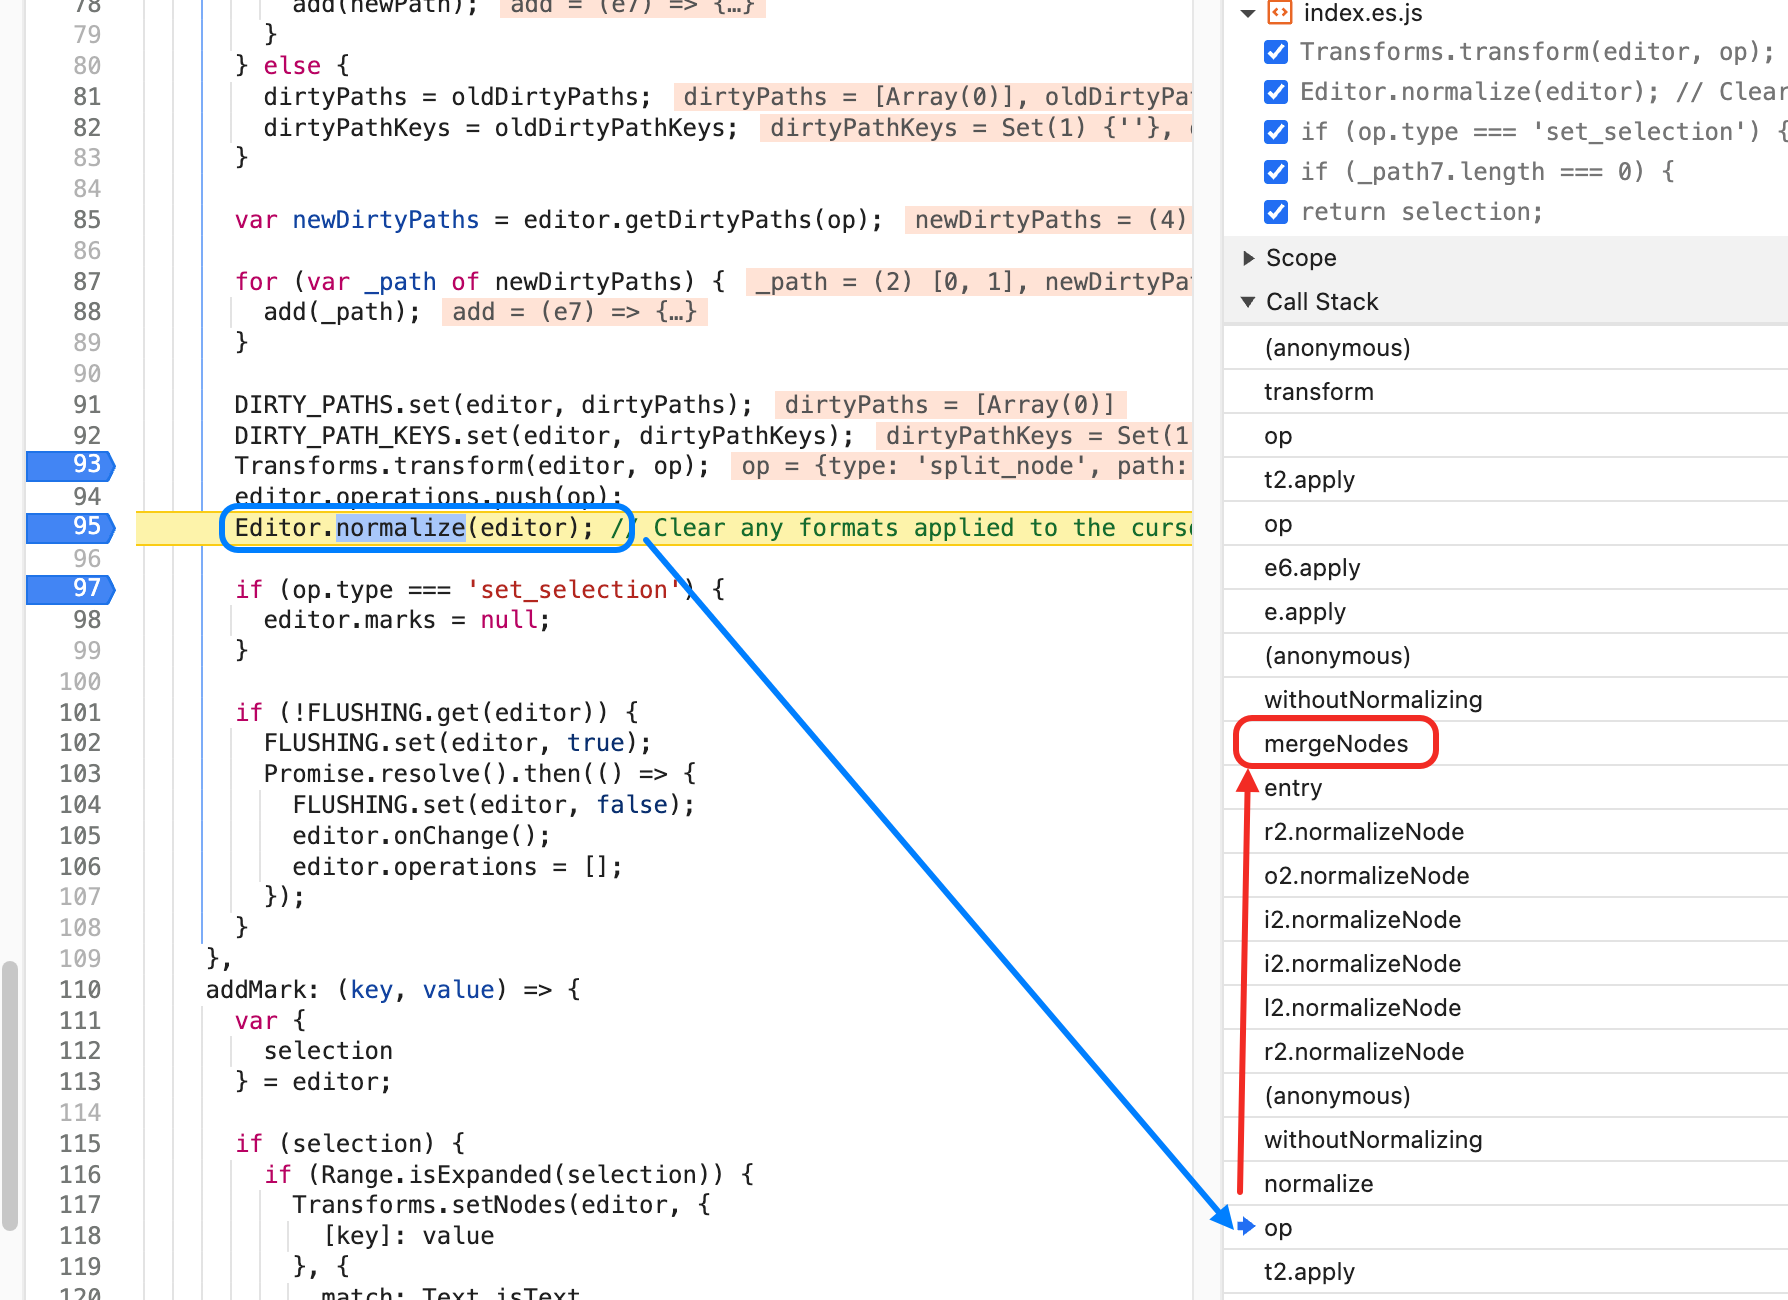 78 add(newPath); add = (e7) => {…}
79 }
80 } else {
81 dirtyPaths = oldDirtyPaths; dirtyPaths = [Array(0)], oldDirtyPa
82 dirtyPathKeys = oldDirtyPathKeys; dirtyPathKeys = Set(1) {''},
83 }
84
85 var newDirtyPaths = editor.getDirtyPaths(op); newDirtyPaths = (4)
86
87 for (var _path of newDirtyPaths) { _path = (2) [0, 1], newDirtyPa
88 add(_path); add = (e7) => {…}
89 }
90
91 DIRTY_PATHS.set(editor, dirtyPaths); dirtyPaths = [Array(0)]
92 DIRTY_PATH_KEYS.set(editor, dirtyPathKeys); dirtyPathKeys = Set(1
93 Transforms.transform(editor, op); op = {type: 'split_node', path:
94 editor.operations.push(op);
95 Editor.normalize(editor); // Clear any formats applied to the curs
96
97 if (op.type === 'set_selection') {
98 editor.marks = null;
99 }
100
101 if (!FLUSHING.get(editor)) {
102 FLUSHING.set(editor, true);
103 Promise.resolve().then(() => {
104 FLUSHING.set(editor, false);
105 editor.onChange();
106 editor.operations = [];
107 });
108 }
109 },
110 addMark: (key, value) => {
111 var {
112 selection
113 } = editor;
114
115 if (selection) {
116 if (Range.isExpanded(selection)) {
117 Transforms.setNodes(editor, {
118 [key]: value
119 }, {
120 match: Text.isText
index.es.js
Transforms.transform(editor, op);
Editor.normalize(editor); // Clear
if (op.type === 'set_selection') {
if (_path7.length === 0) {
return selection;
Scope
Call Stack
(anonymous)
transform
op
t2.apply
op
e6.apply
e.apply
(anonymous)
withoutNormalizing
mergeNodes
entry
r2.normalizeNode
o2.normalizeNode
i2.normalizeNode
i2.normalizeNode
l2.normalizeNode
r2.normalizeNode
(anonymous)
withoutNormalizing
normalize
op
t2.apply